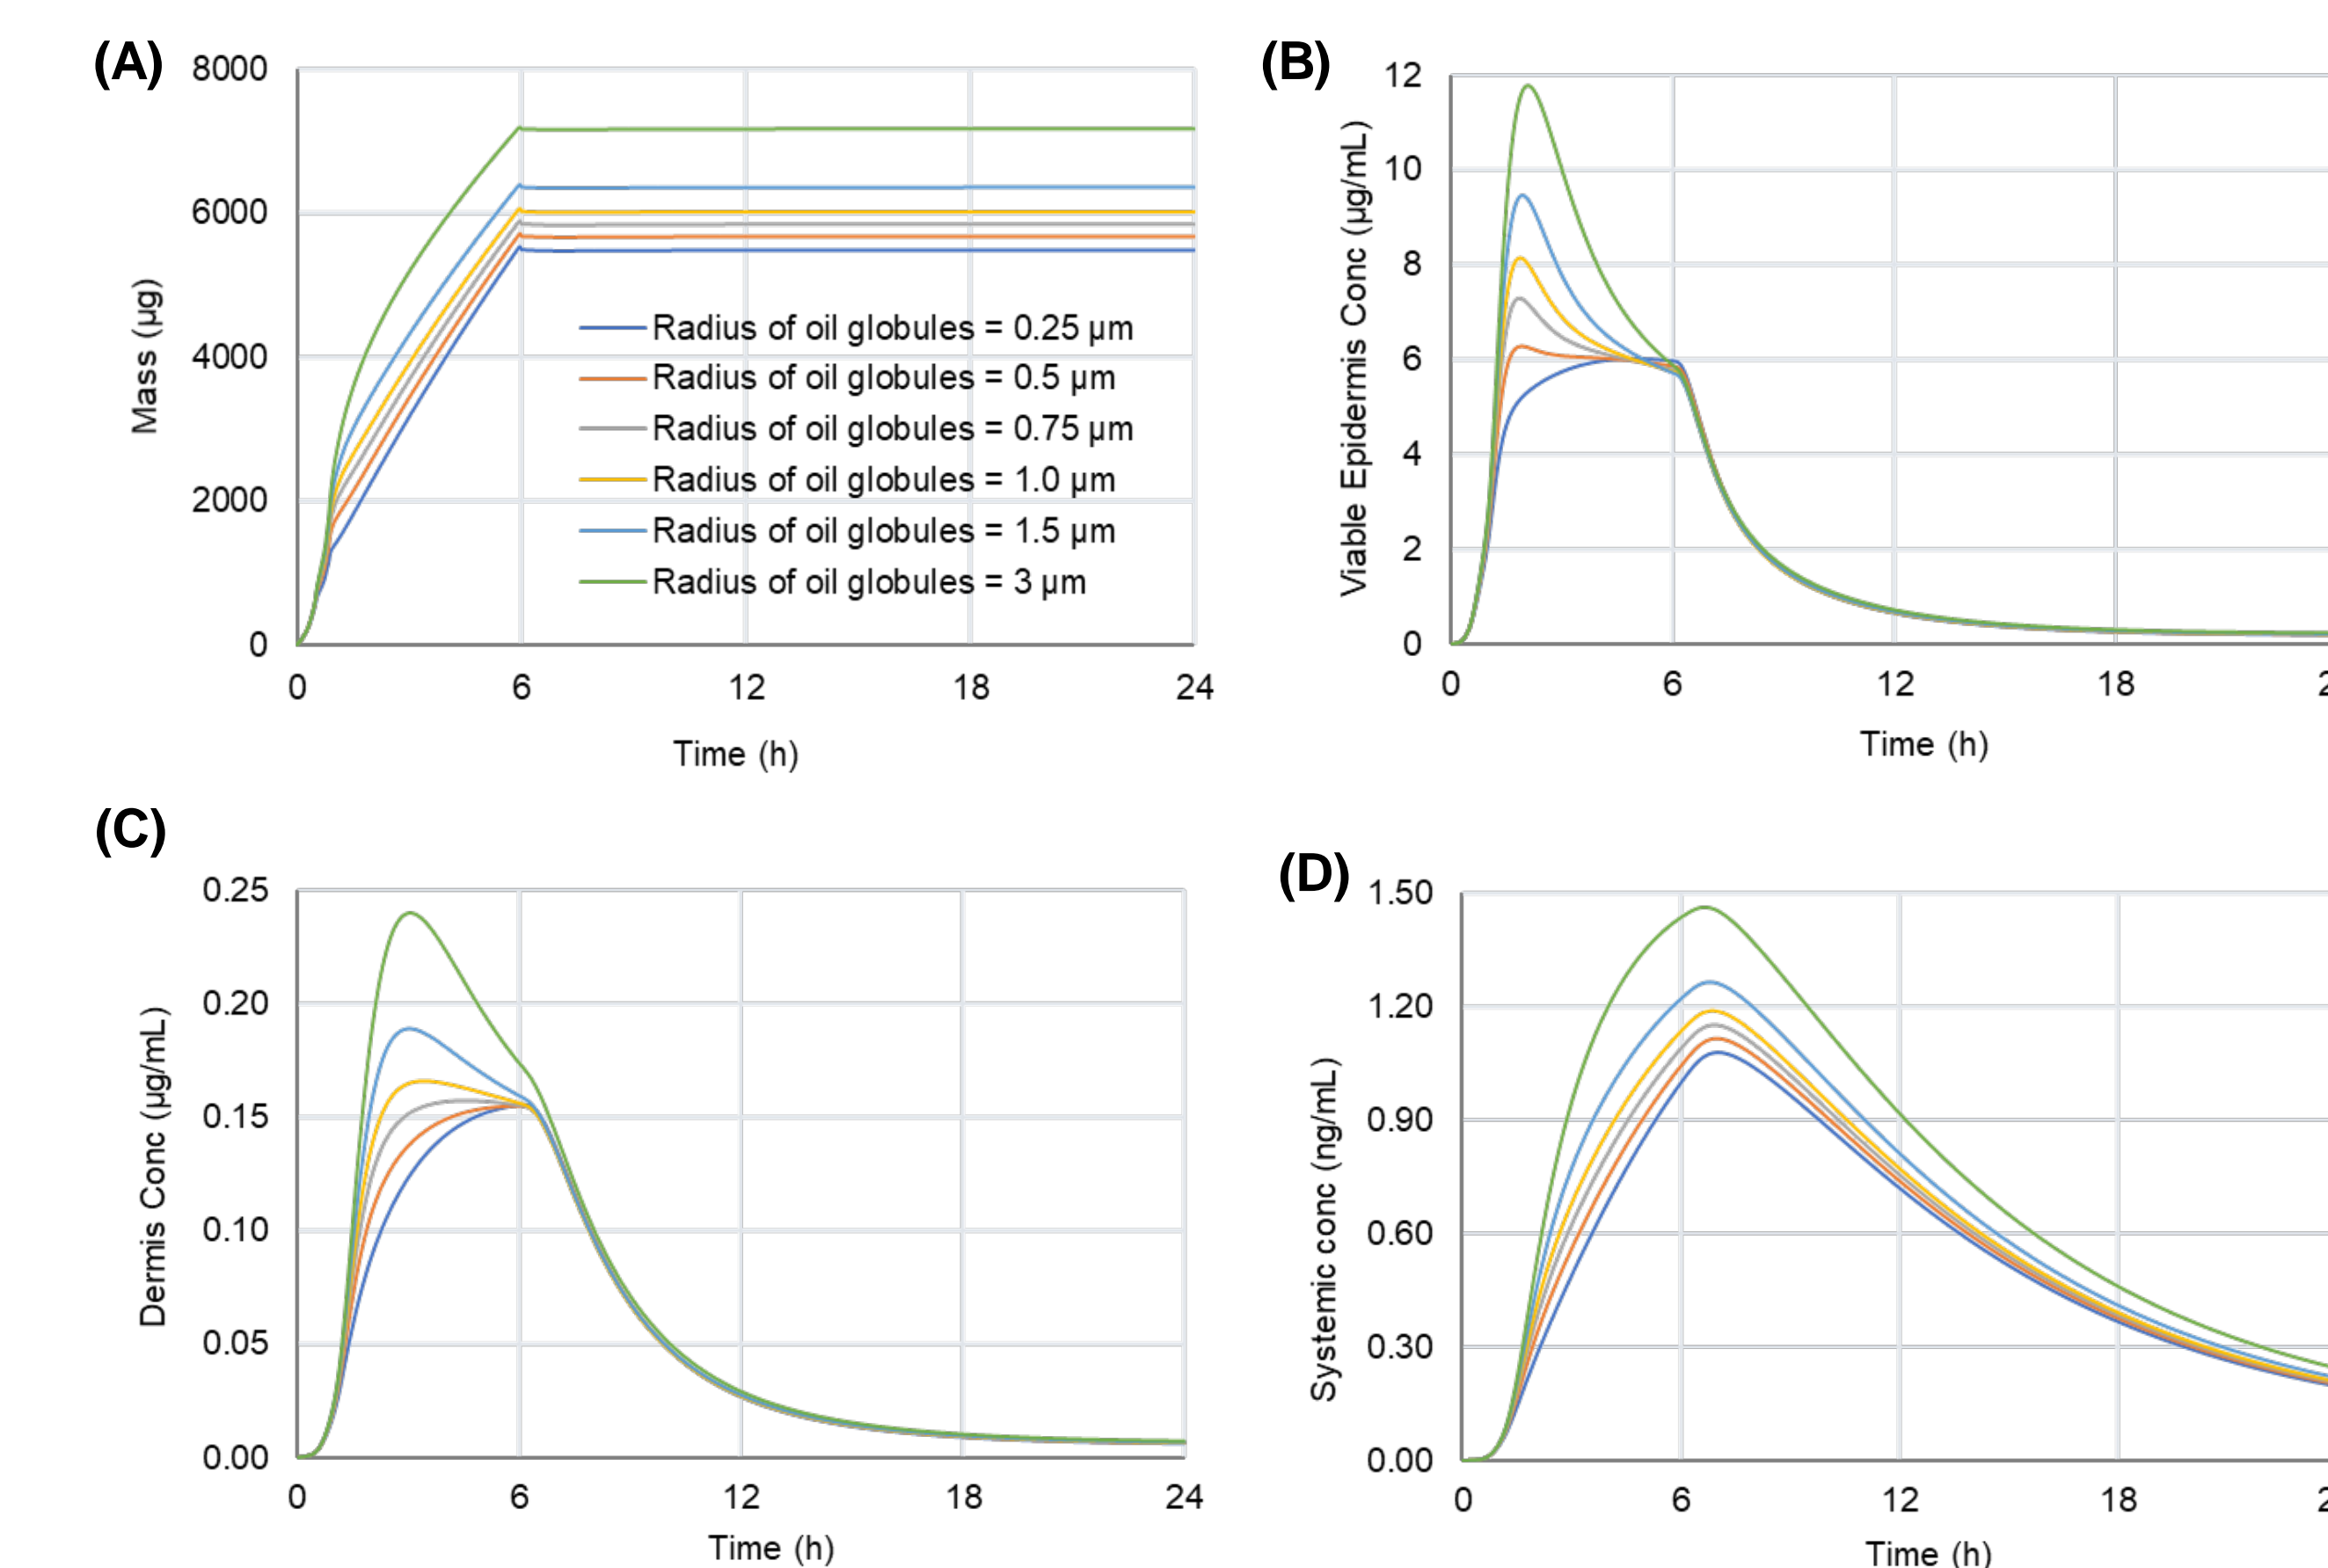 (A)
8000
6000
4000
2000
0
Mass (µg)
Radius of oil globules = 0.25 µm
Radius of oil globules = 0.5 µm
Radius of oil globules = 0.75 µm
Radius of oil globules = 1.0 µm
Radius of oil globules = 1.5 µm
Radius of oil globules = 3 µm
0 6 12 18 24
Time (h)
(B)
12
10
8
6
4
2
0
Viable Epidermis Conc (µg/mL)
0 6 12 18 2
Time (h)
(C)
0.25
0.20
0.15
0.10
0.05
0.00
Dermis Conc (µg/mL)
0 6 12 18 24
Time (h)
(D)
1.50
1.20
0.90
0.60
0.30
0.00
Systemic conc (ng/mL)
0 6 12 18 2
Time (h)